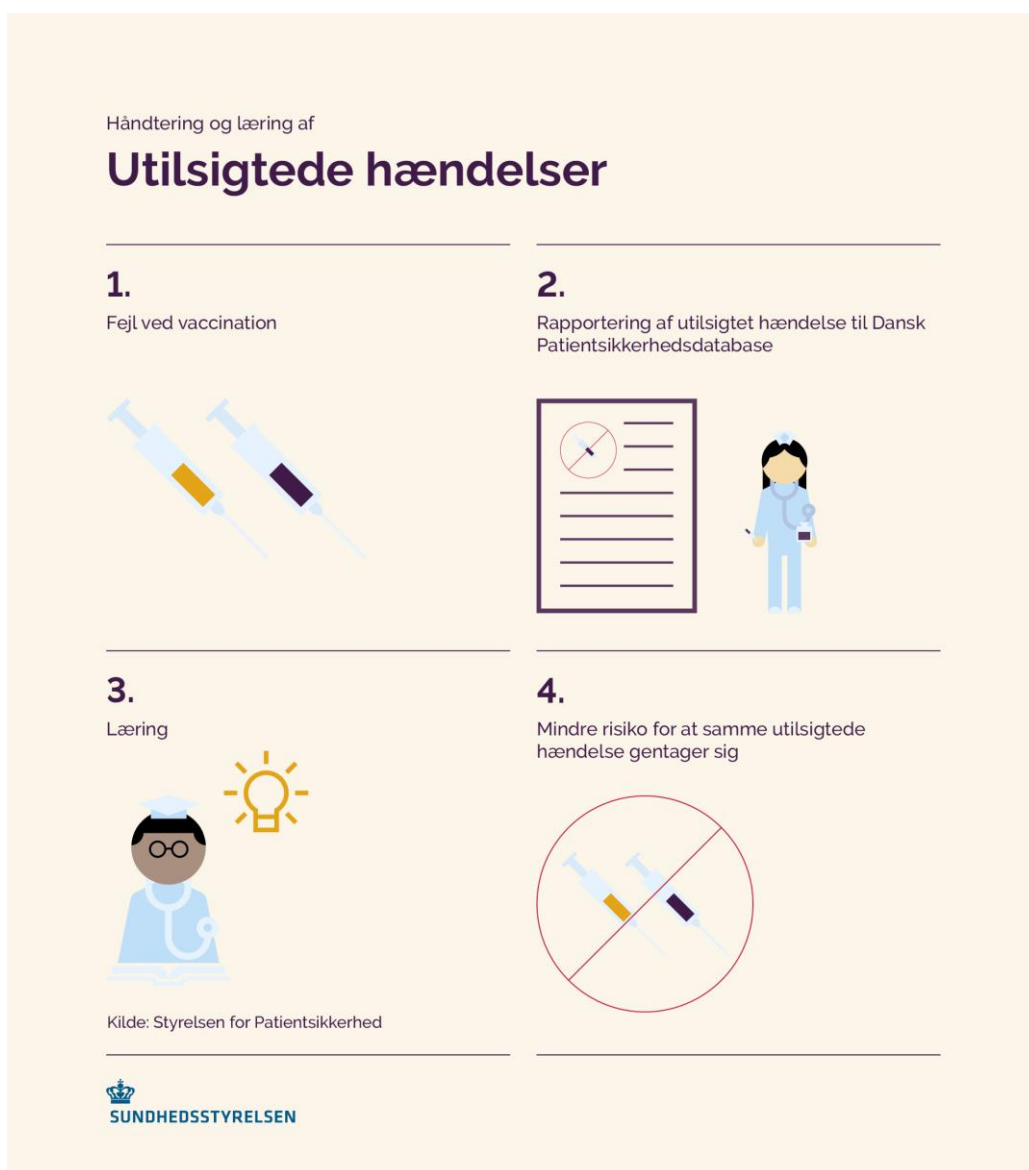 Håndtering og læring af
Utilsigtede hændelser
1.
Fejl ved vaccination
2.
Rapportering af utilsigtet hændelse til Dansk
Patientsikkerhedsdatabase
3.
Læring
4.
Mindre risiko for at samme utilsigtede
hændelse gentager sig
Kilde: Styrelsen for Patientsikkerhed
SUNDHEDSSTYRELSEN